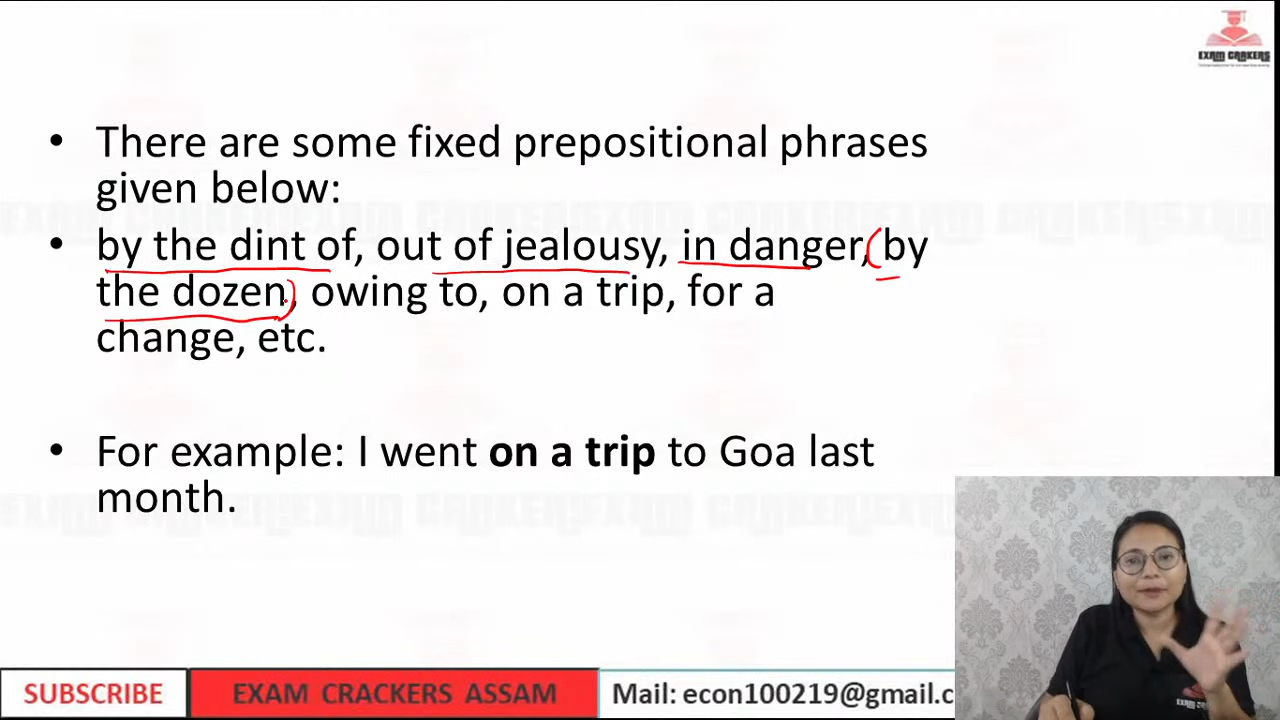 EXAM CRAKERS
• There are some fixed prepositional phrases
given below:
• by the dint of, out of jealousy, in danger, by
the dozen, owing to, on a trip, for a
change, etc.
• For example: I went on a trip to Goa last
month.
SUBSCRIBE
EXAM CRACKERS ASSAM
Mail: econ100219@gmail.c